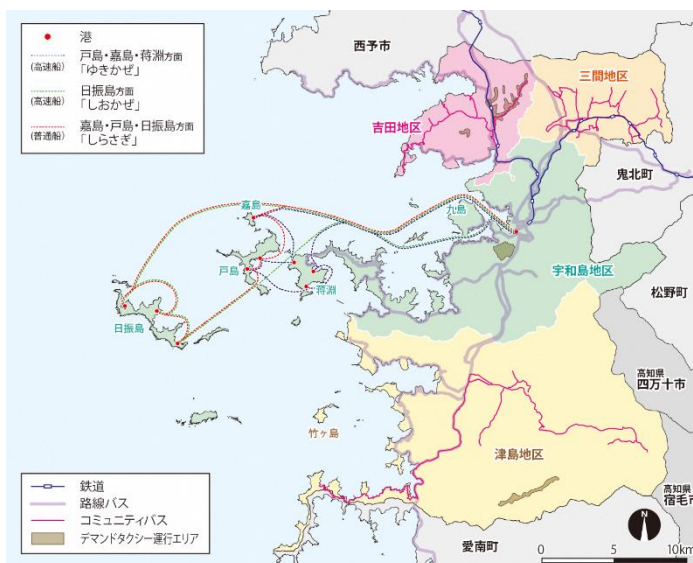 港
戸島・嘉島・蒋淵方面
(高速船)「ゆきかぜ」
日振島方面
(高速船)「しおかぜ」
嘉島・戸島・日振島方面
(普通船)「しらさぎ」
西予市
三間地区
吉田地区
鬼北町
嘉島
九島
戸島
蒋淵
宇和島地区
松野町
日振島
高知県
四万十市
竹ヶ島
津島地区
高知県
宿毛市
鉄道
路線バス
コミュニティバス
デマンドタクシー運行エリア
愛南町
N
0 5 10km